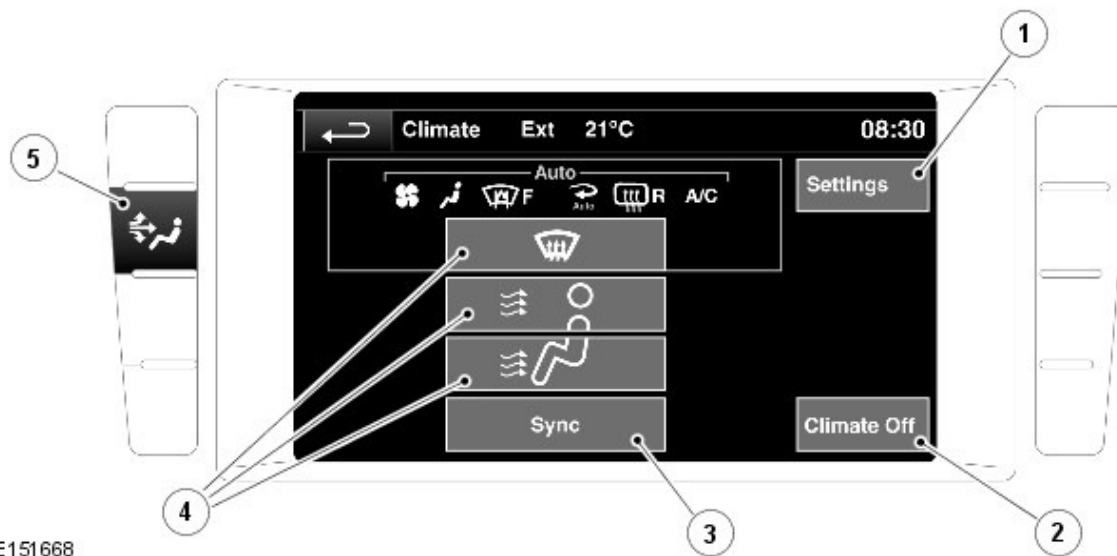 1
Climate Ext 21°C 08:30
5
Auto
Settings
F Auto R A/C
Sync
Climate Off
4
3
2
E151668